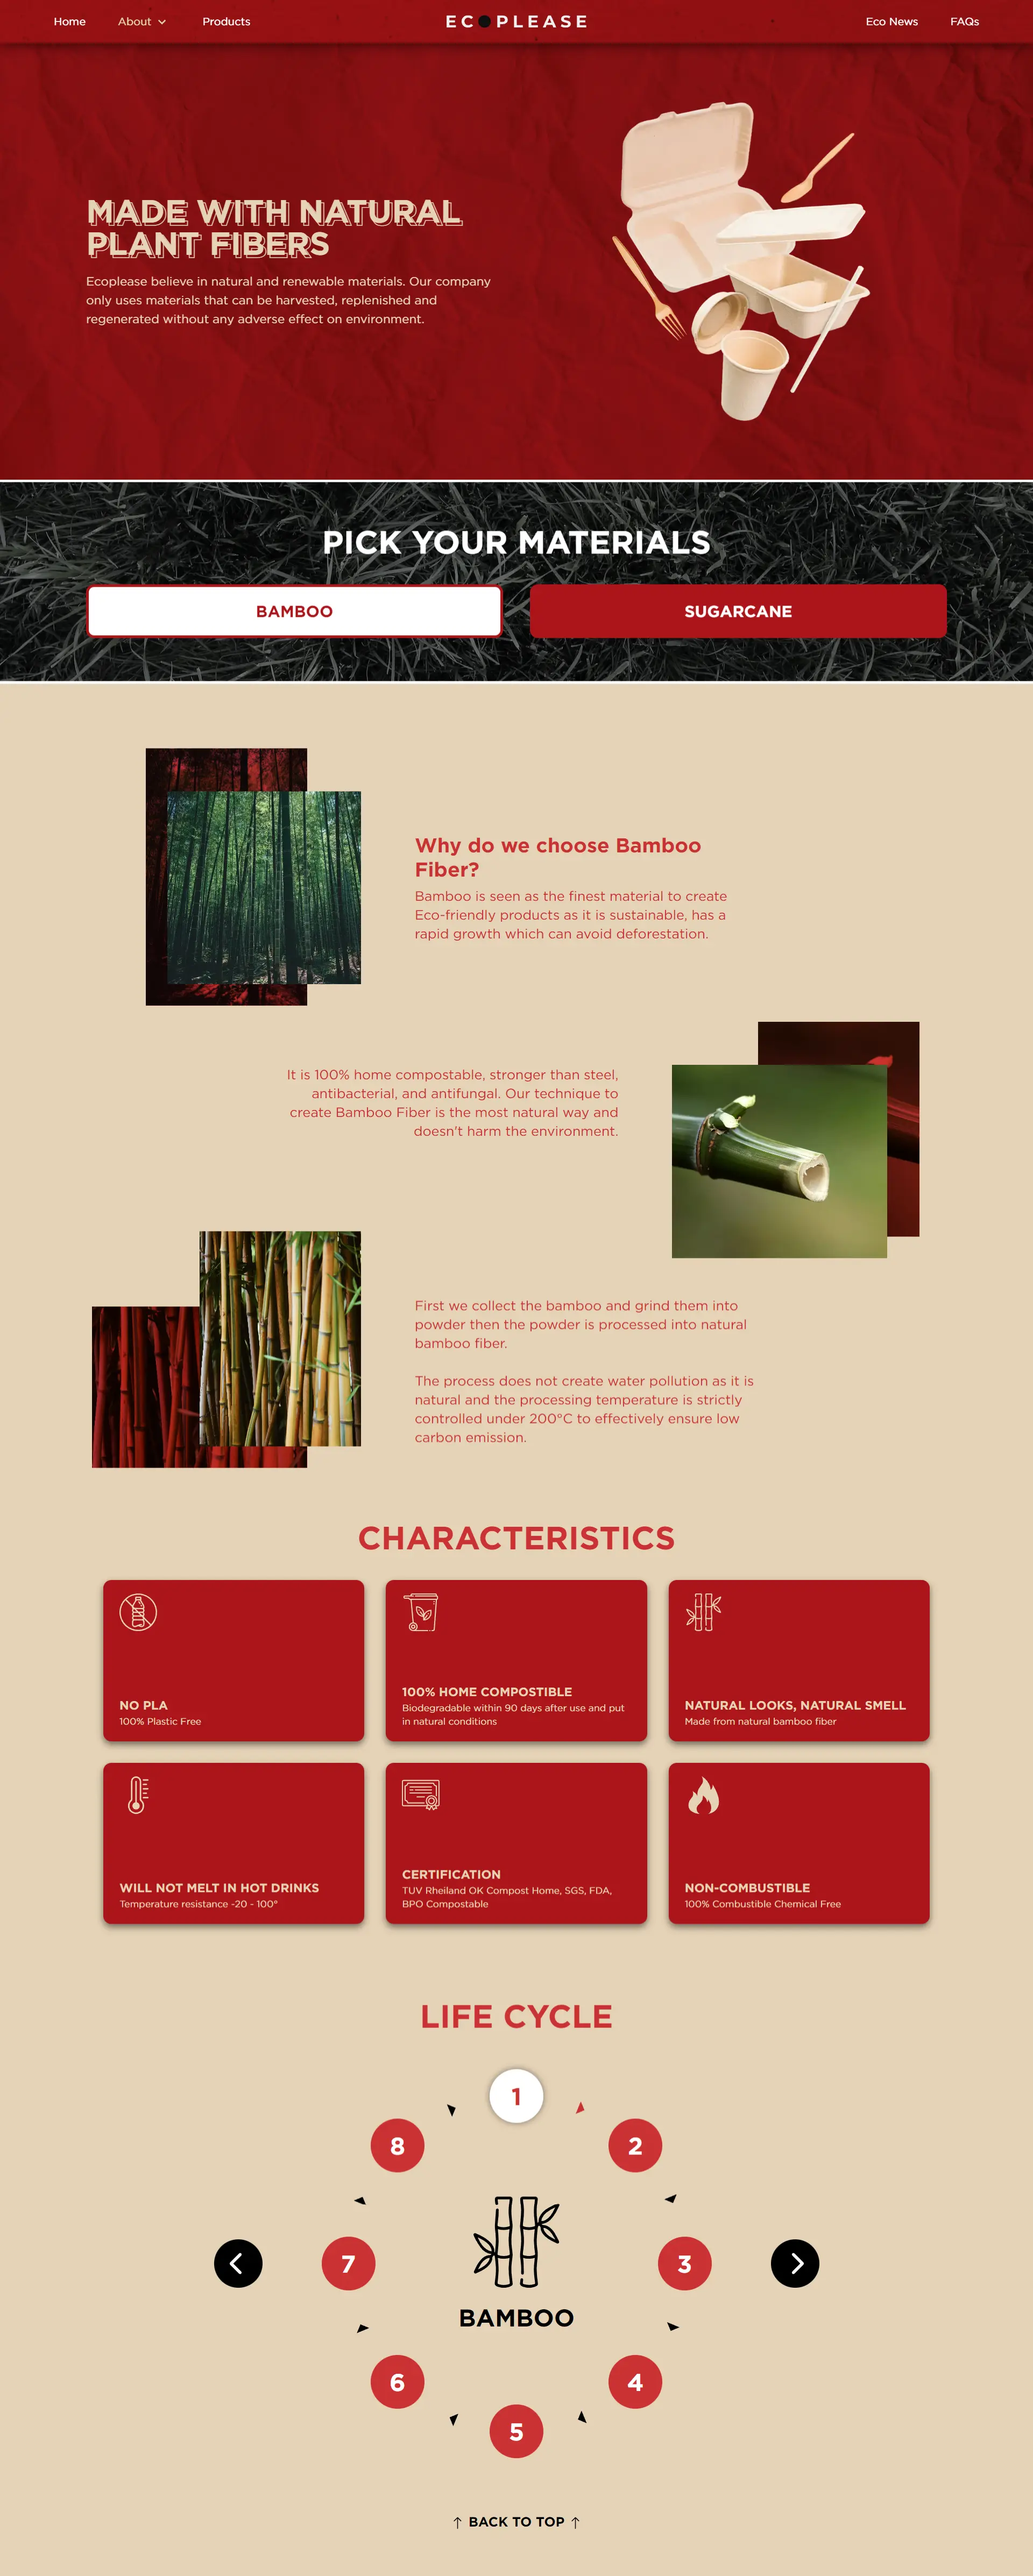 Home
About
Products
ECOPLEASE
Eco News
FAQs
MADE WITH NATURAL
PLANT FIBERS
Ecoplease believe in natural and renewable materials. Our company
only uses materials that can be harvested, replenished and
regenerated without any adverse effect on environment.
PICK YOUR MATERIALS
BAMBOO
SUGARCANE
Why do we choose Bamboo
Fiber?
Bamboo is seen as the finest material to create
Eco-friendly products as it is sustainable, has a
rapid growth which can avoid deforestation.
It is 100% home compostable, stronger than steel,
antibacterial, and antifungal. Our technique to
create Bamboo Fiber is the most natural way and
doesn't harm the environment.
First we collect the bamboo and grind them into
powder then the powder is processed into natural
bamboo fiber.
The process does not create water pollution as it is
natural and the processing temperature is strictly
controlled under 200°C to effectively ensure low
carbon emission.
CHARACTERISTICS
NO PLA
100% Plastic Free
100% HOME COMPOSTIBLE
Biodegradable within 90 days after use and put
in natural conditions
NATURAL LOOKS, NATURAL SMELL
Made from natural bamboo fiber
WILL NOT MELT IN HOT DRINKS
Temperature resistance -20 - 100°
CERTIFICATION
TUV Rheiland OK Compost Home, SGS, FDA,
BPO Compostable
NON-COMBUSTIBLE
100% Combustible Chemical Free
LIFE CYCLE
1
2
3
4
5
6
7
8
BAMBOO
↑ BACK TO TOP ↑